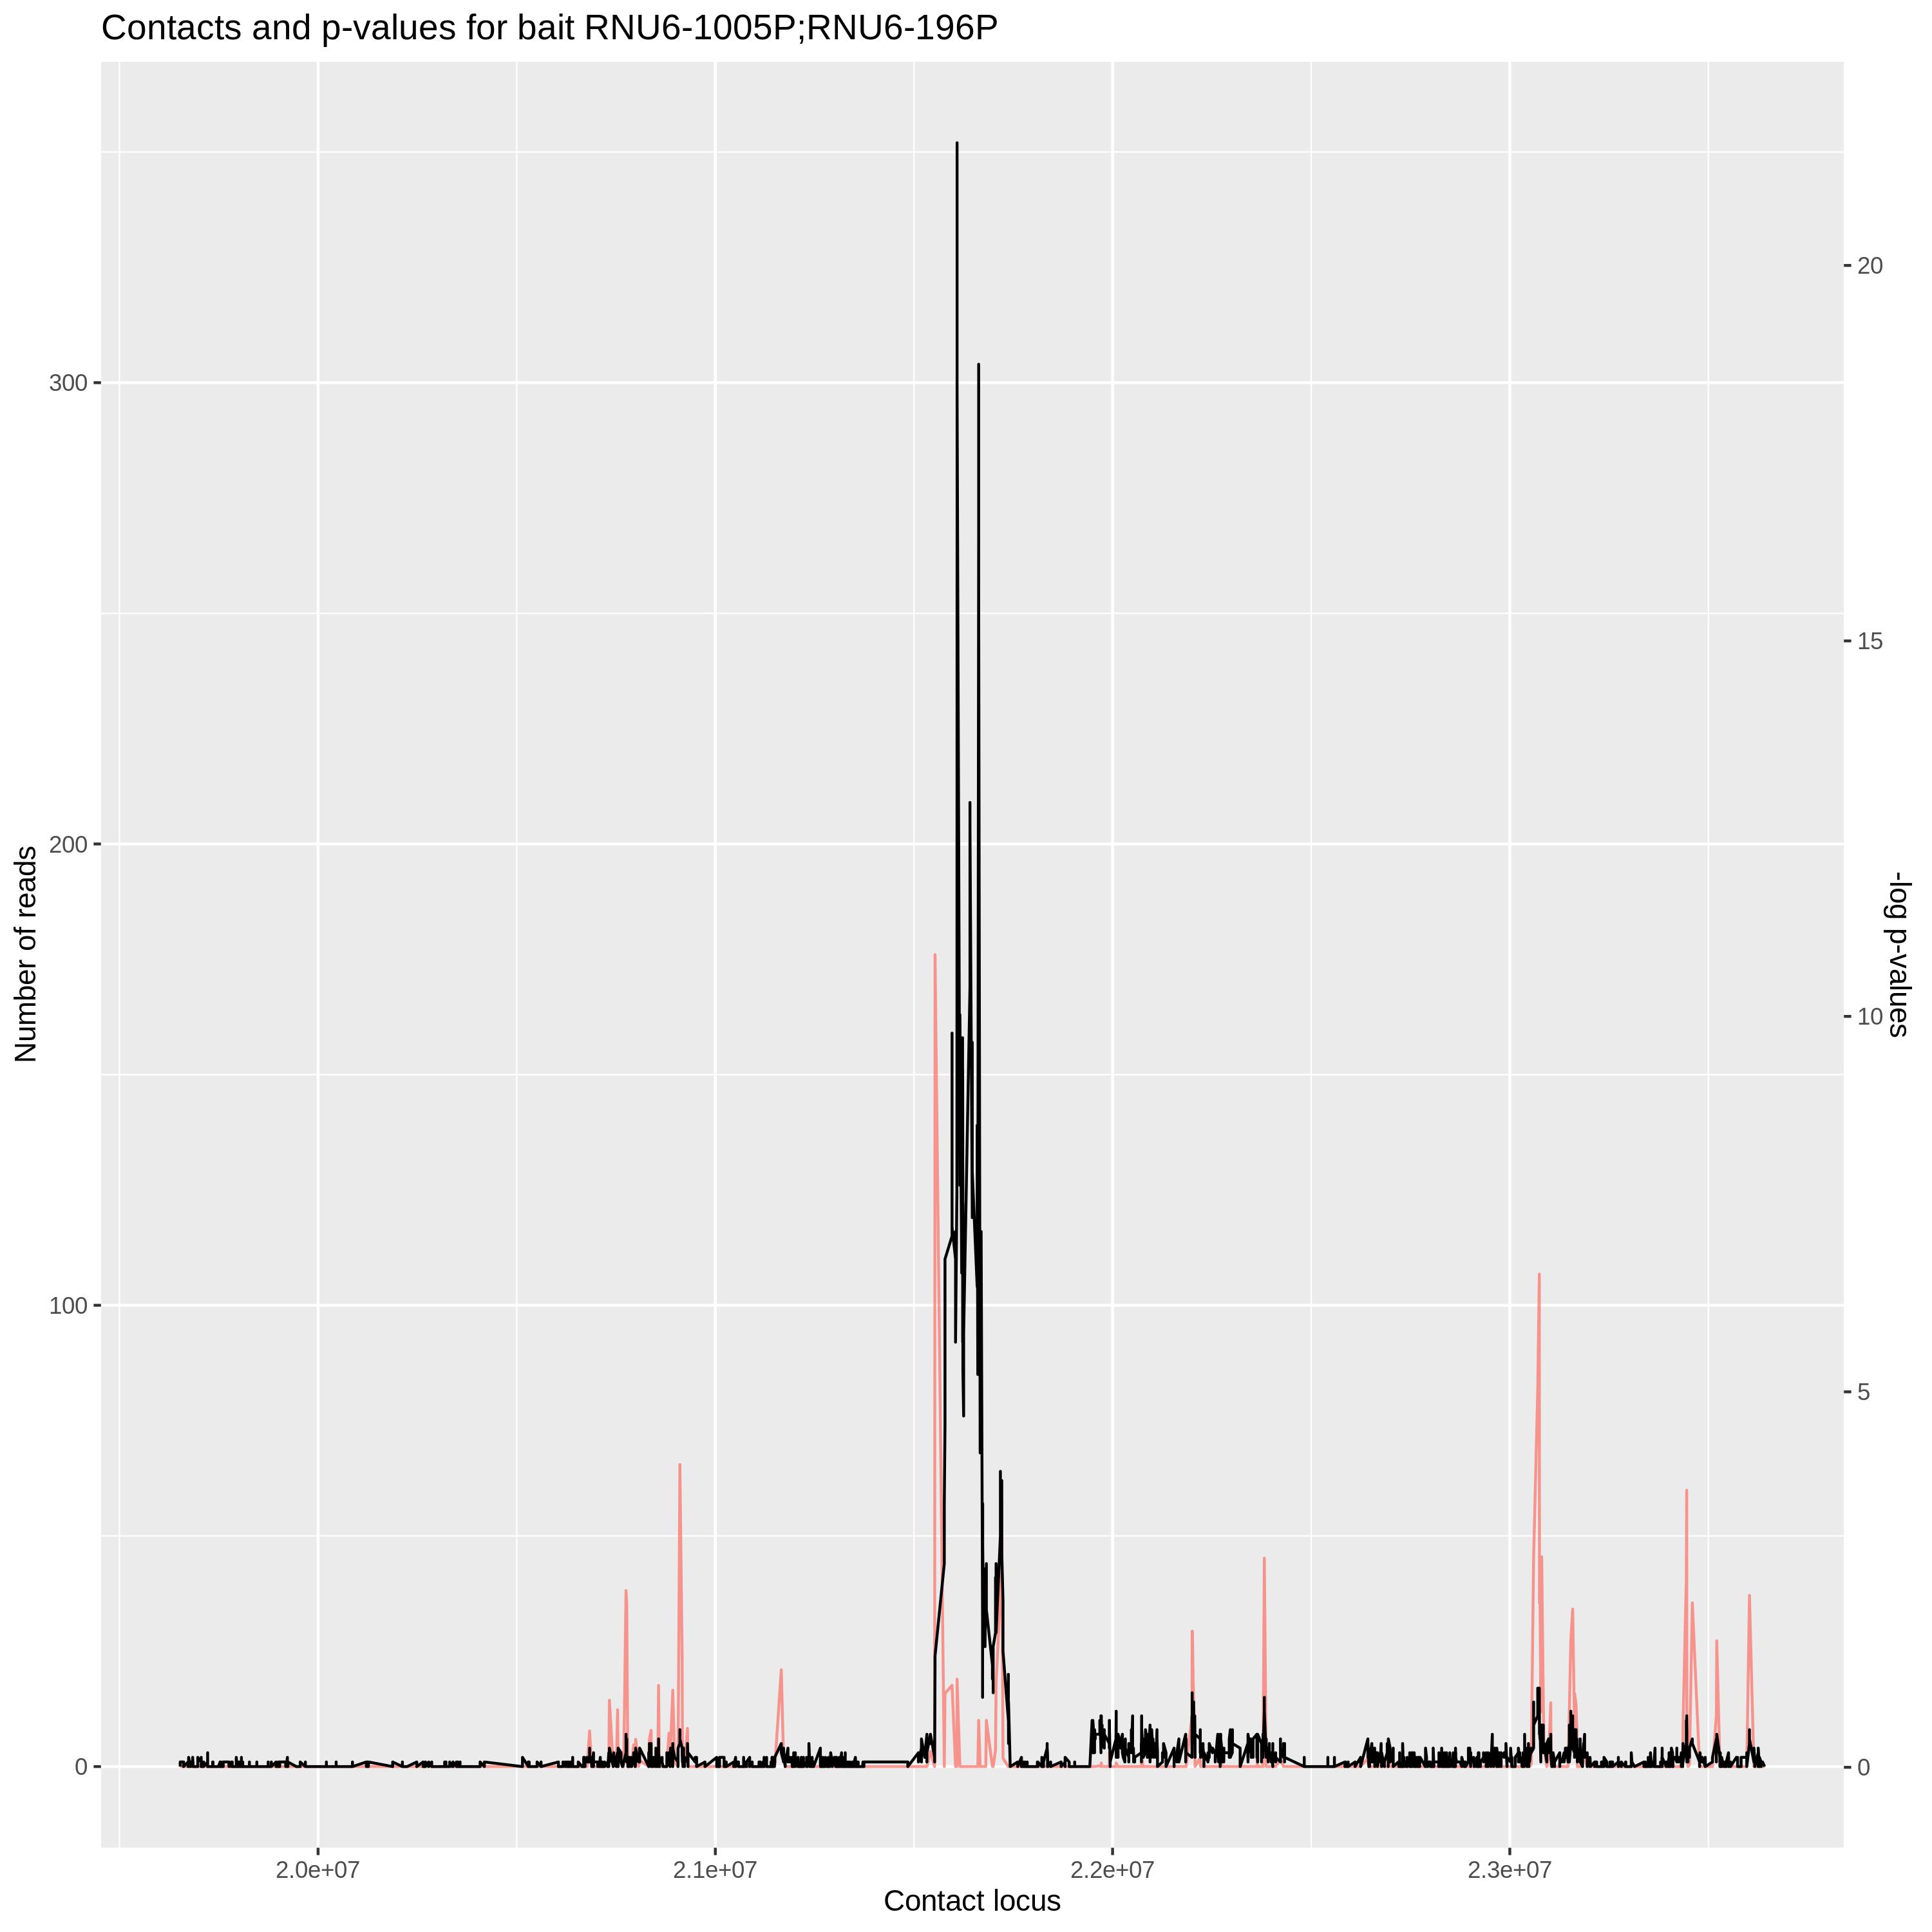 Contacts and p-values for bait RNU6-1005P;RNU6-196P
Number of reads
300
200
100
0
20
15
10
5
0
-log p-values
2.0e+07
2.1e+07
2.2e+07
2.3e+07
Contact locus